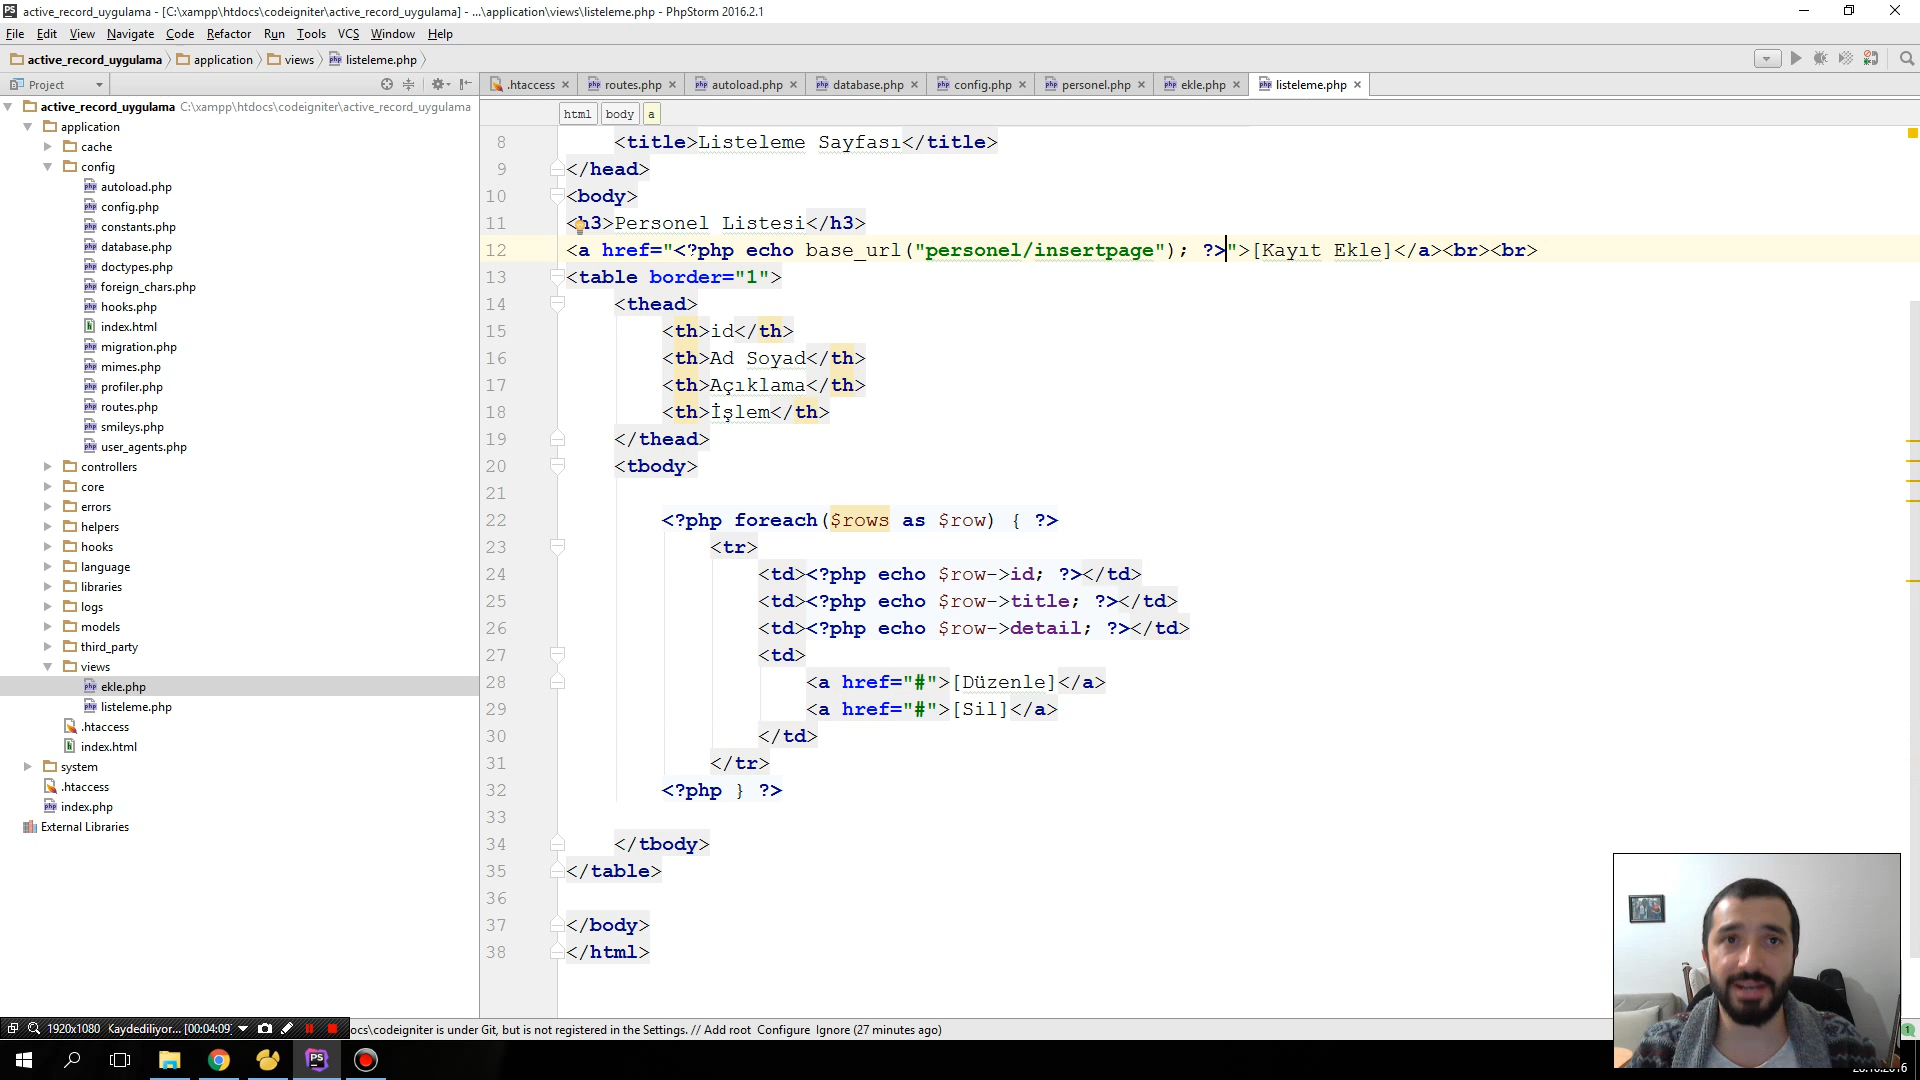 active_record_uygulama - [C:\xampp\htdocs\codeigniter\active_record_uygulama] - ...\application\views\listeleme.php - PhpStorm 2016.2.1
File Edit View Navigate Code Refactor Run Tools VCS Window Help
active_record_uygulama application views listeleme.php
Project
.htaccess routes.php autoload.php database.php config.php personel.php ekle.php listeleme.php
active_record_uygulama C:\xampp\htdocs\codeigniter\active_record_uygulama
application
cache
config
autoload.php
config.php
constants.php
database.php
doctypes.php
foreign_chars.php
hooks.php
index.html
migration.php
mimes.php
profiler.php
routes.php
smileys.php
user_agents.php
controllers
core
errors
helpers
hooks
language
libraries
logs
models
third_party
views
ekle.php
listeleme.php
.htaccess
index.html
system
.htaccess
index.php
External Libraries
html body a
8 <title>Listeleme Sayfası</title>
9 </head>
10 <body>
11 <h3>Personel Listesi</h3>
12 <a href="<?php echo base_url("personel/insertpage"); ?>">[Kayıt Ekle]</a><br><br>
13 <table border="1">
14 <thead>
15 <th>id</th>
16 <th>Ad Soyad</th>
17 <th>Açıklama</th>
18 <th>İşlem</th>
19 </thead>
20 <tbody>
21
22 <?php foreach($rows as $row) { ?>
23 <tr>
24 <td><?php echo $row->id; ?></td>
25 <td><?php echo $row->title; ?></td>
26 <td><?php echo $row->detail; ?></td>
27 <td>
28 <a href="#">[Düzenle]</a>
29 <a href="#">[Sil]</a>
30 </td>
31 </tr>
32 <?php } ?>
33
34 </tbody>
35 </table>
36
37 </body>
38 </html>
1920x1080 Kaydediliyor... [00:04:09]
ocs\codeigniter is under Git, but is not registered in the Settings. // Add root Configure Ignore (27 minutes ago)
1
PS